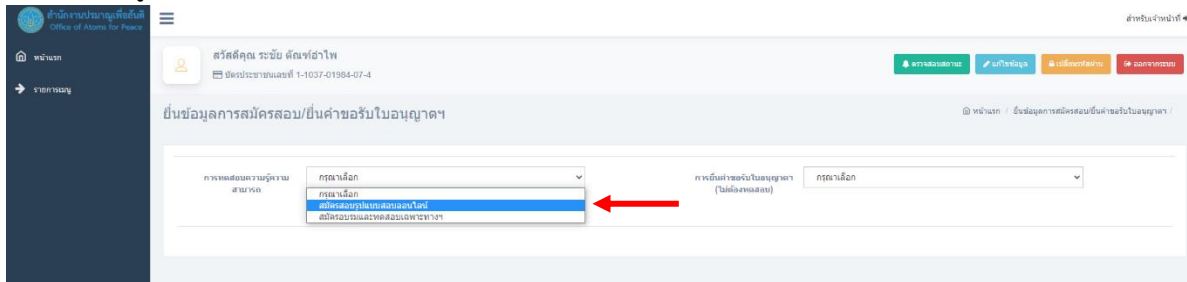 สำนักงานปรมาณูเพื่อสันติ
Office of Atoms for Peace
สำหรับเจ้าหน้าที่
หน้าแรก
รายการเมนู
สวัสดีคุณ ระขัย ตัณฑ์อำไพ
บัตรประชาชนเลขที่ 1-1037-01984-07-4
ตรวจสอบสถานะ
แก้ไขข้อมูล
เปลี่ยนรหัสผ่าน
ออกจากระบบ
ยื่นข้อมูลการสมัครสอบ/ยื่นคำขอรับใบอนุญาตฯ
หน้าแรก / ยื่นข้อมูลการสมัครสอบ/ยื่นคำขอรับใบอนุญาตฯ /
การทดสอบความรู้ความ
สามารถ
กรุณาเลือก
กรุณาเลือก
สมัครสอบรูปแบบสอบออนไลน์
สมัครอบรมและทดสอบเฉพาะทางฯ
การยื่นคำขอรับใบอนุญาตฯ
(ไม่ต้องทดสอบ)
กรุณาเลือก